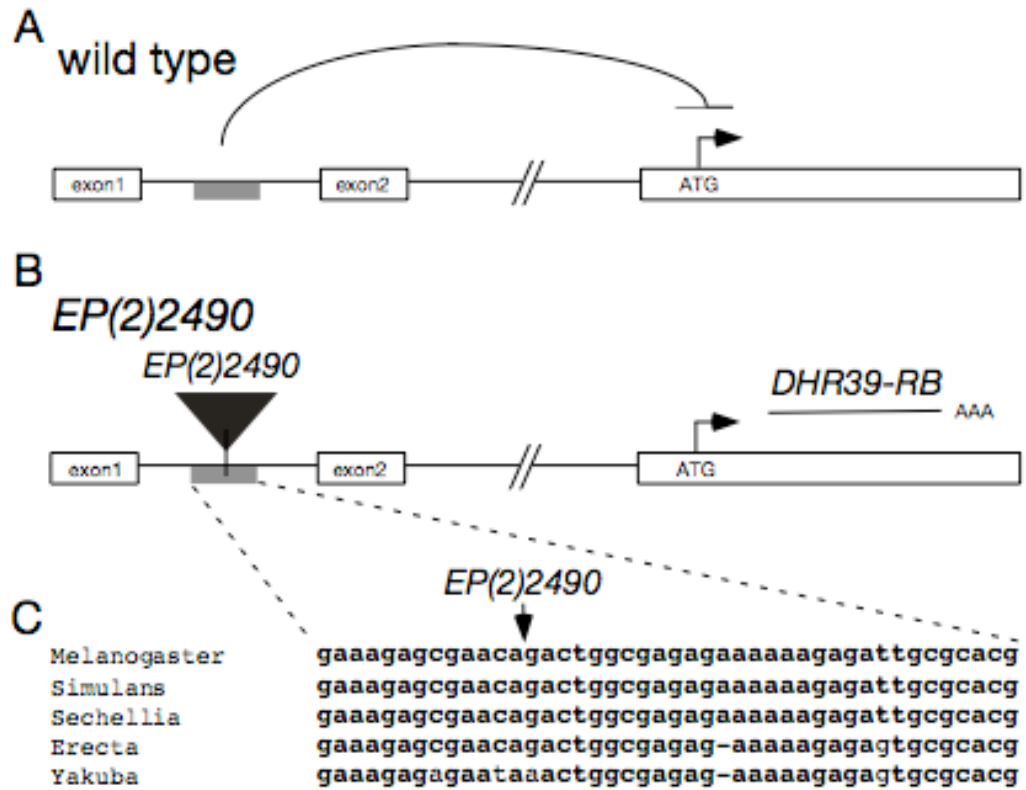 A
wild type
exon1 exon2 ATG
B
EP(2)2490
EP(2)2490
DHR39-RB AAA
exon1 exon2 ATG
EP(2)2490
C
Melanogaster gaaagagcgaacagactggcgagagaaaaaagagattgcgcacg
Simulans gaaagagcgaacagactggcgagagaaaaaagagattgcgcacg
Sechellia gaaagagcgaacagactggcgagagaaaaaagagattgcgcacg
Erecta gaaagagcgaacagactggcgagag-aaaaagagagtgcgcacg
Yakuba gaaagagagaataaactggcgagag-aaaaagagagtgcgcacg